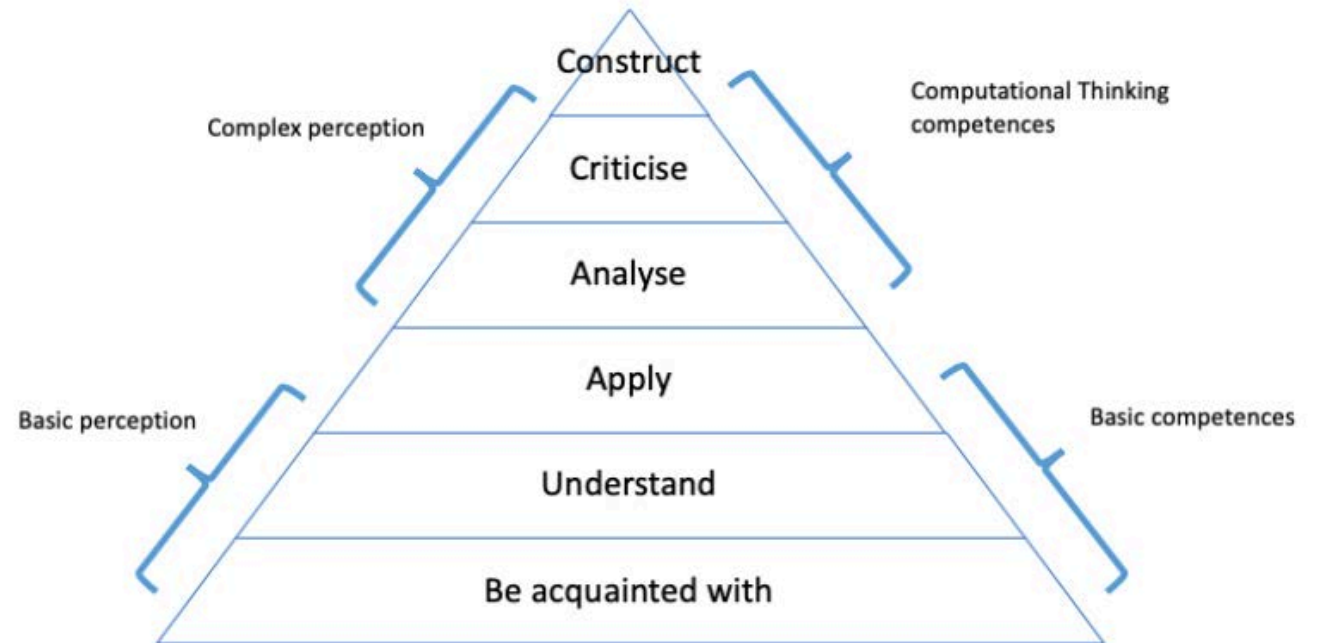 Construct
Computational Thinking
competences
Complex perception
Criticise
Analyse
Apply
Basic perception
Basic competences
Understand
Be acquainted with